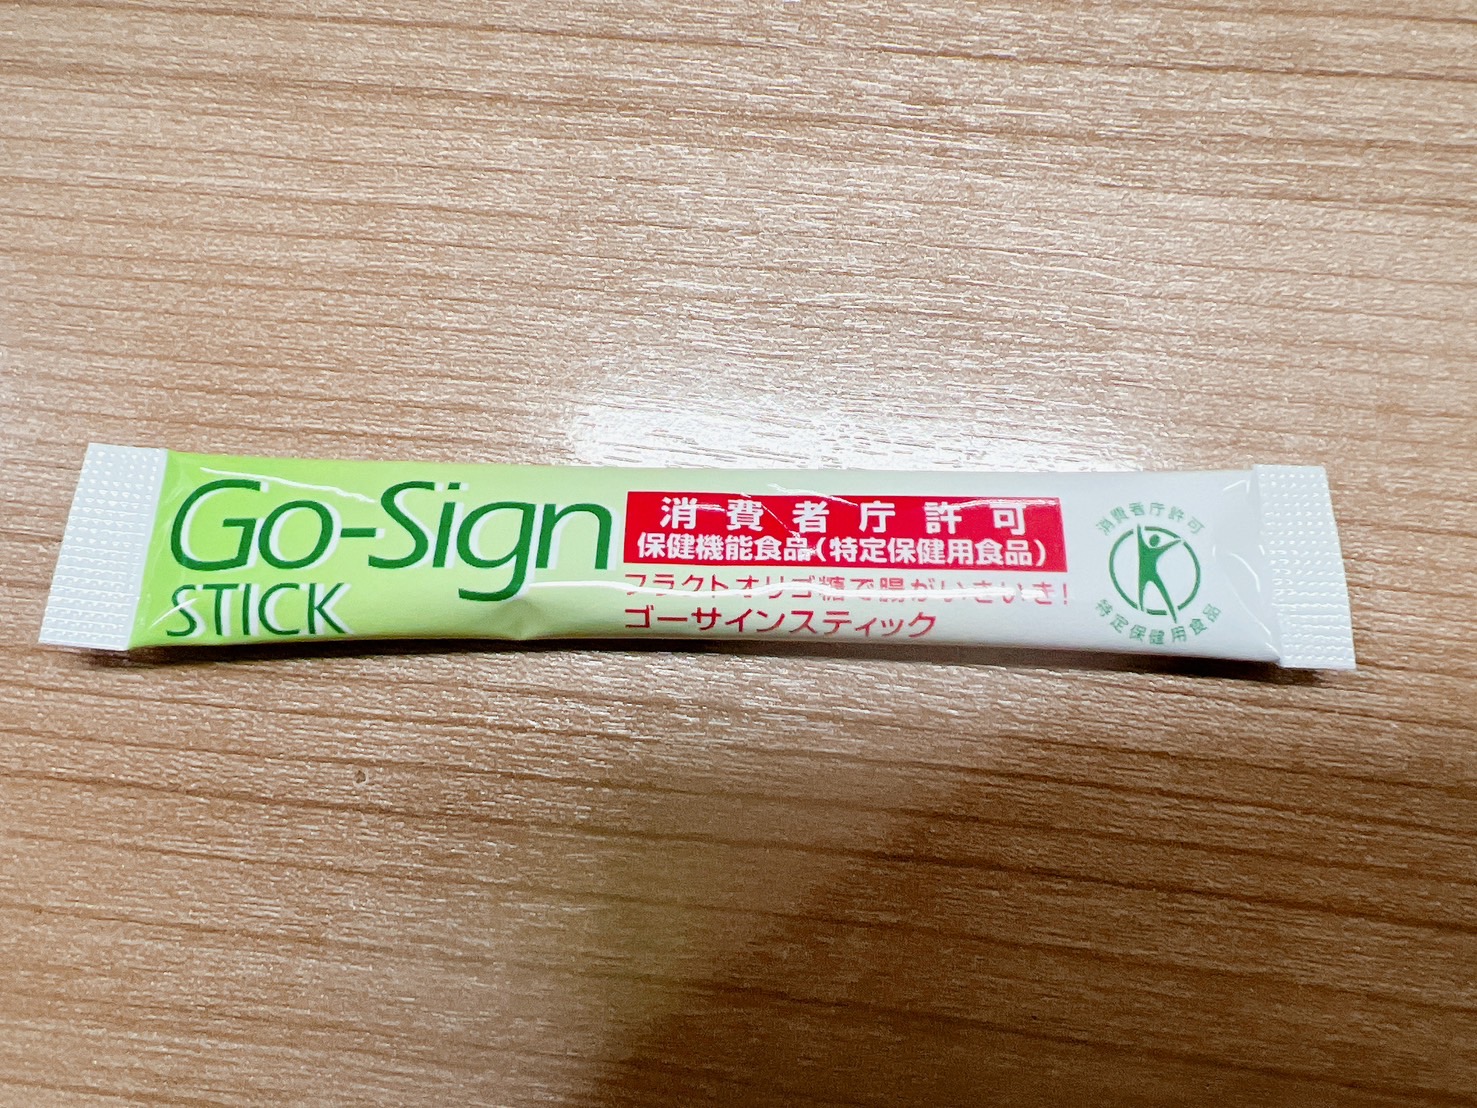 Go-Sign
STICK
消費者庁許可
保健機能食品(特定保健用食品)
フラクトオリゴ糖で腸がいきいき!
ゴーサインスティック
消費者庁許可
特定保健用食品